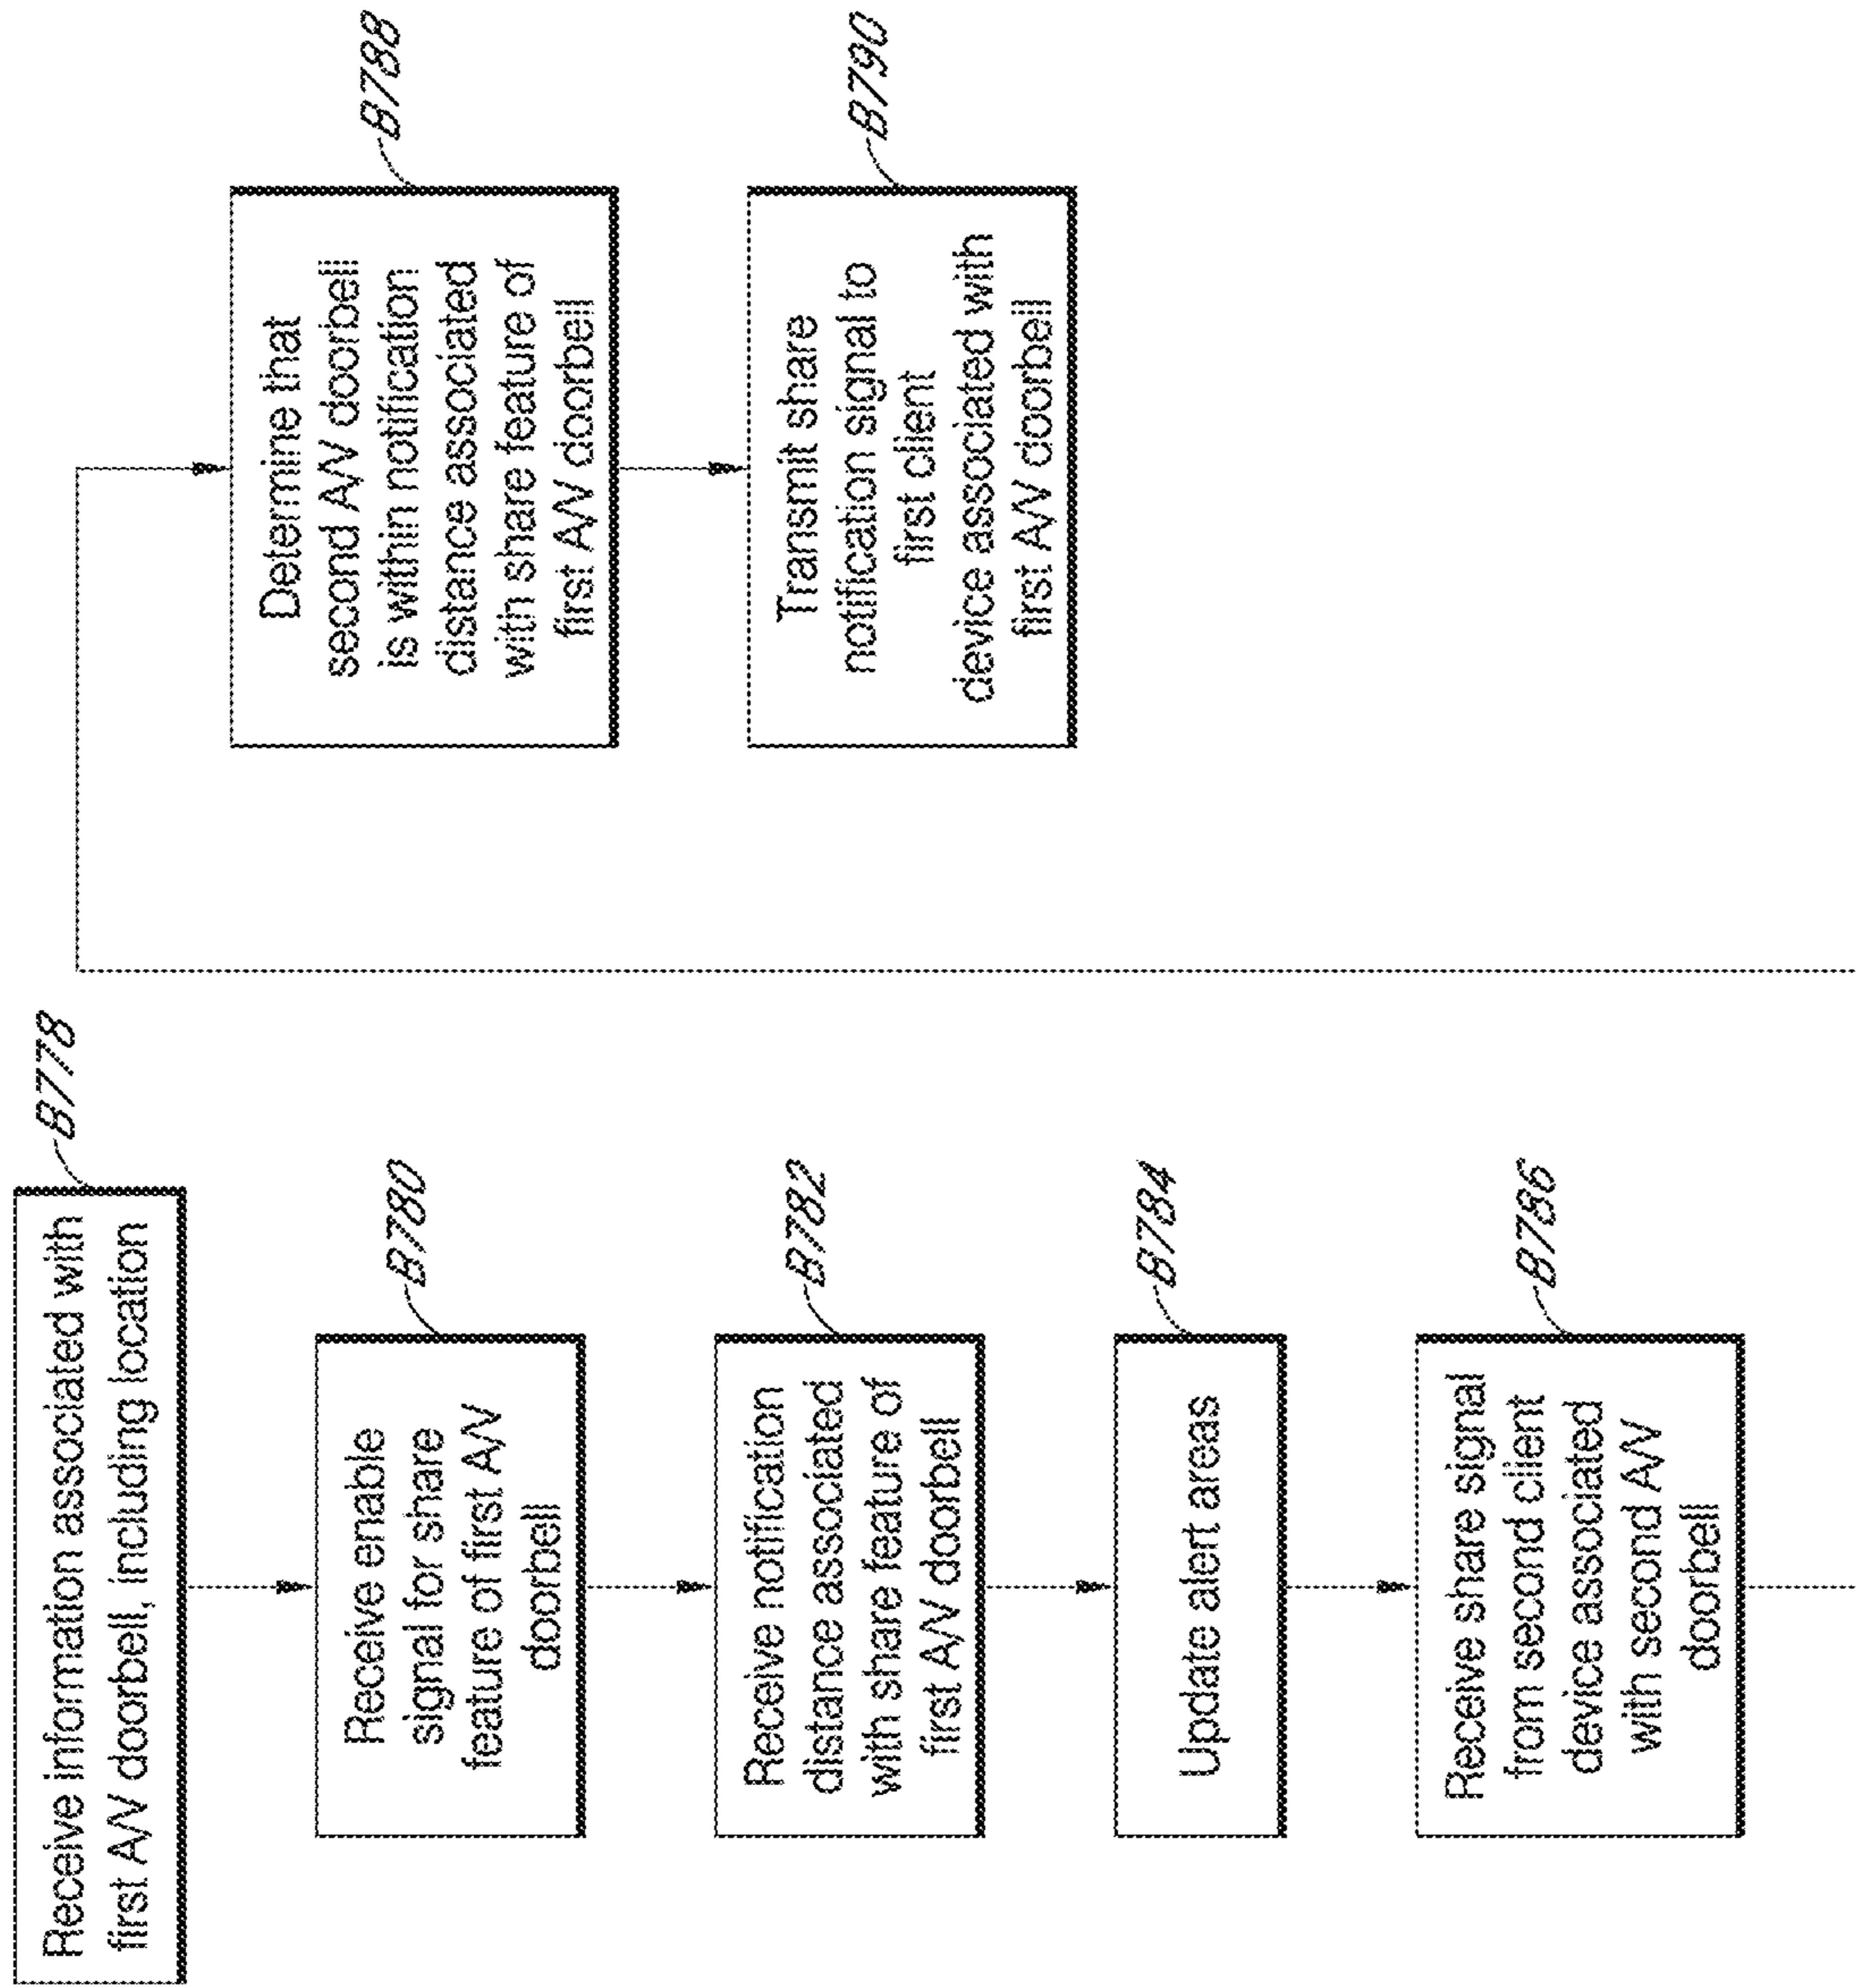 Receive information associated with
first A/V doorbell, including location
B778
Receive enable
signal for share
feature of first A/V
doorbell
B780
Receive notification
distance associated
with share feature of
first A/V doorbell
B782
Update alert areas
B784
Receive share signal
from second client
device associated
with second A/V
doorbell
B786
Determine that
second A/V doorbell
is within notification
distance associated
with share feature of
first A/V doorbell
B788
Transmit share
notification signal to
first client
device associated with
first A/V doorbell
B790